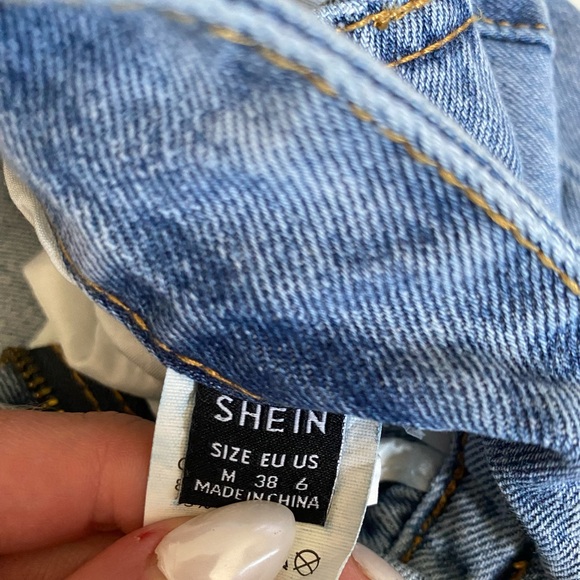 SHEIN
SIZE EU US
M 38 6
MADE IN CHINA